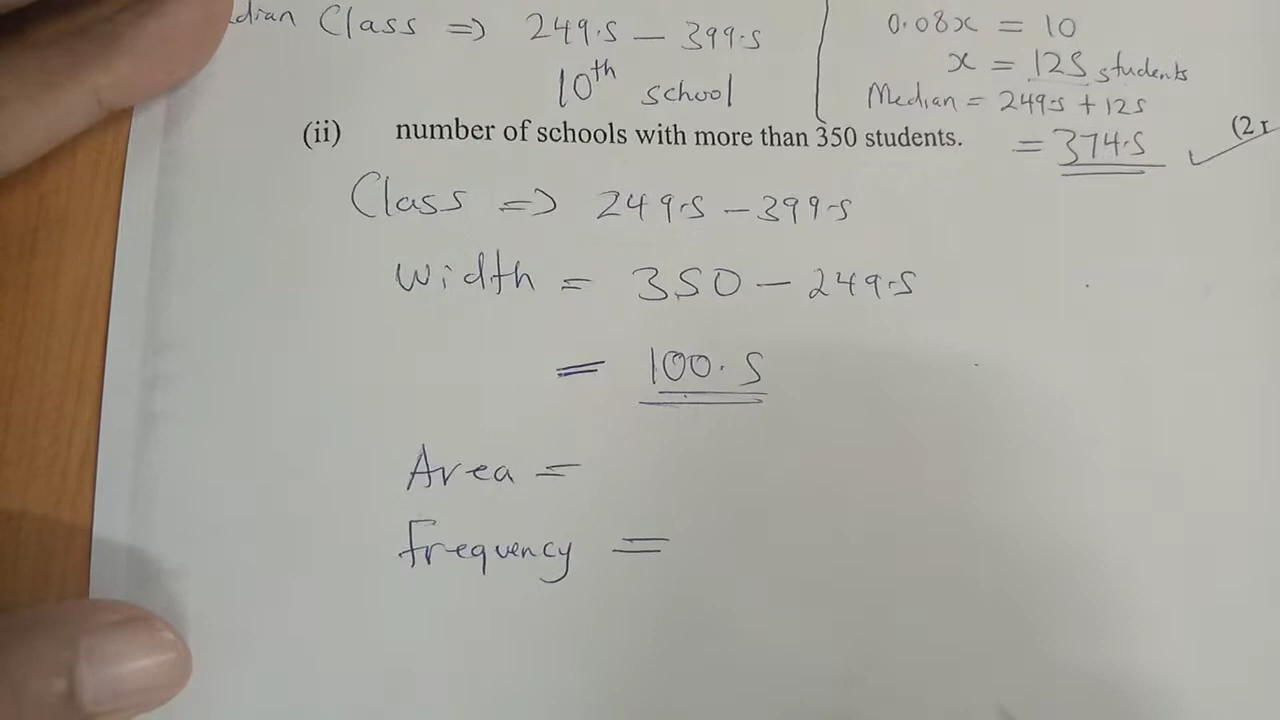 Class => 249.5 – 399.5
10th school
0.08x = 10
x = 125 students
Median = 249.5 + 125
= 374.5
(ii) number of schools with more than 350 students.
(2
Class => 249.5 – 399.5
width = 350 – 249.5
= 100.5
Area =
Frequency =